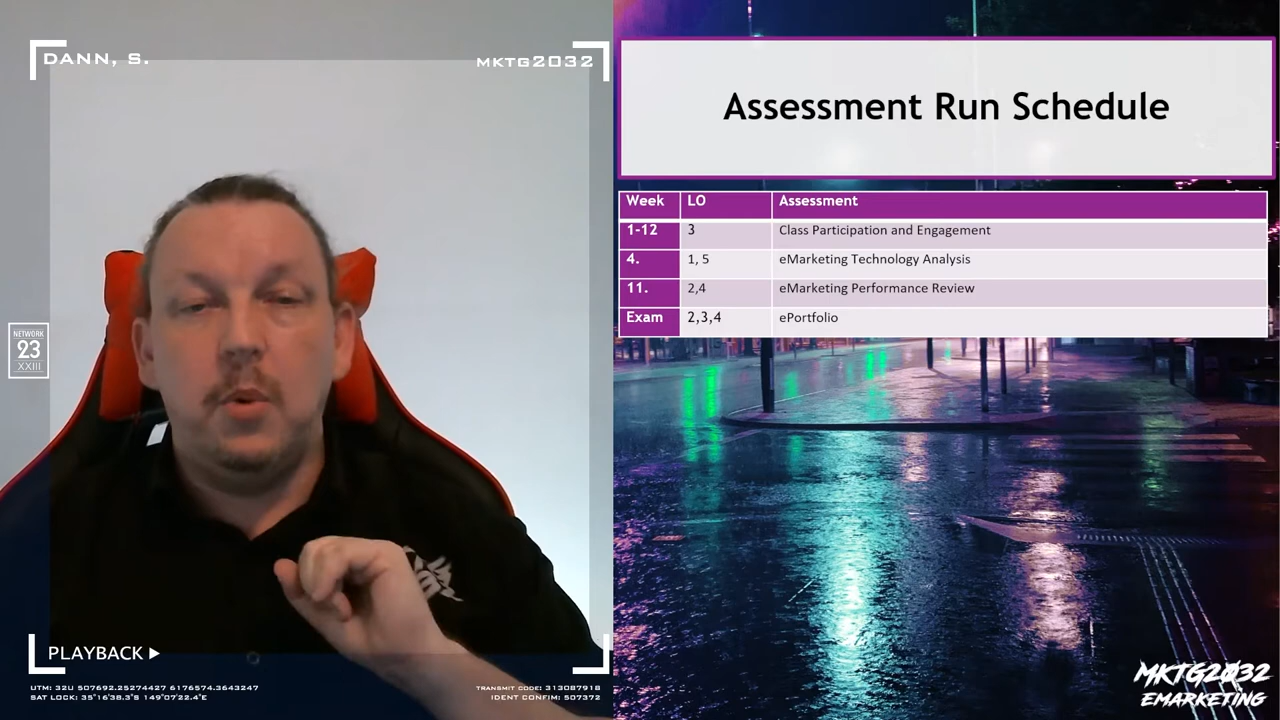 DANN, S.
MKTG2032
NETWORK
23
XXIII
PLAYBACK
UTM: 32U 507692.25274427 6176574.3643247
SAT LOCK: 35°16'38.3"S 149°07'22.4"E
TRANSMIT CODE: 313087918
IDENT CONFIM: 507372
Assessment Run Schedule
Week LO Assessment
1-12 3 Class Participation and Engagement
4. 1, 5 eMarketing Technology Analysis
11. 2,4 eMarketing Performance Review
Exam 2,3,4 ePortfolio
MKTG2032
EMARKETING